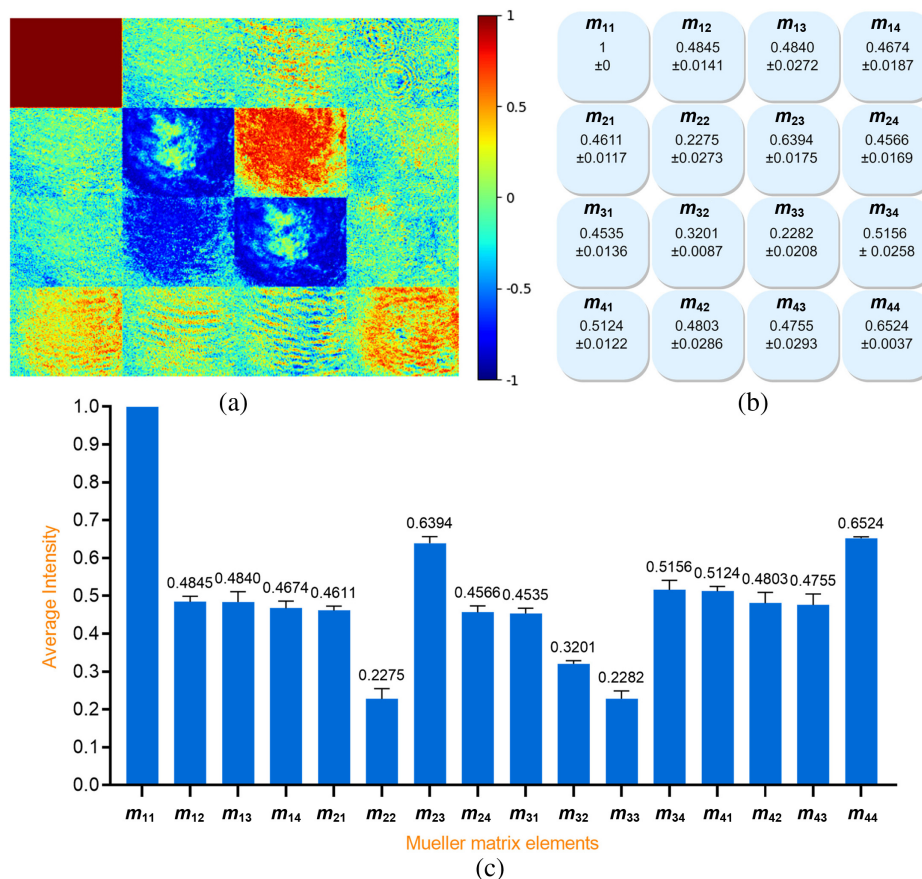 1
0.5
0
-0.5
-1
(a)
m11 m12 m13 m14
1 0.4845 0.4840 0.4674
±0 ±0.0141 ±0.0272 ±0.0187
m21 m22 m23 m24
0.4611 0.2275 0.6394 0.4566
±0.0117 ±0.0273 ±0.0175 ±0.0169
m31 m32 m33 m34
0.4535 0.3201 0.2282 0.5156
±0.0136 ±0.0087 ±0.0208 ± 0.0258
m41 m42 m43 m44
0.5124 0.4803 0.4755 0.6524
±0.0122 ±0.0286 ±0.0293 ±0.0037
(b)
Average Intensity
1.0
0.9
0.8
0.7
0.6
0.5
0.4
0.3
0.2
0.1
0.0
0.4845 0.4840 0.4674 0.4611 0.2275 0.6394 0.4566 0.4535 0.3201 0.2282 0.5156 0.5124 0.4803 0.4755 0.6524
m11 m12 m13 m14 m21 m22 m23 m24 m31 m32 m33 m34 m41 m42 m43 m44
Mueller matrix elements
(c)